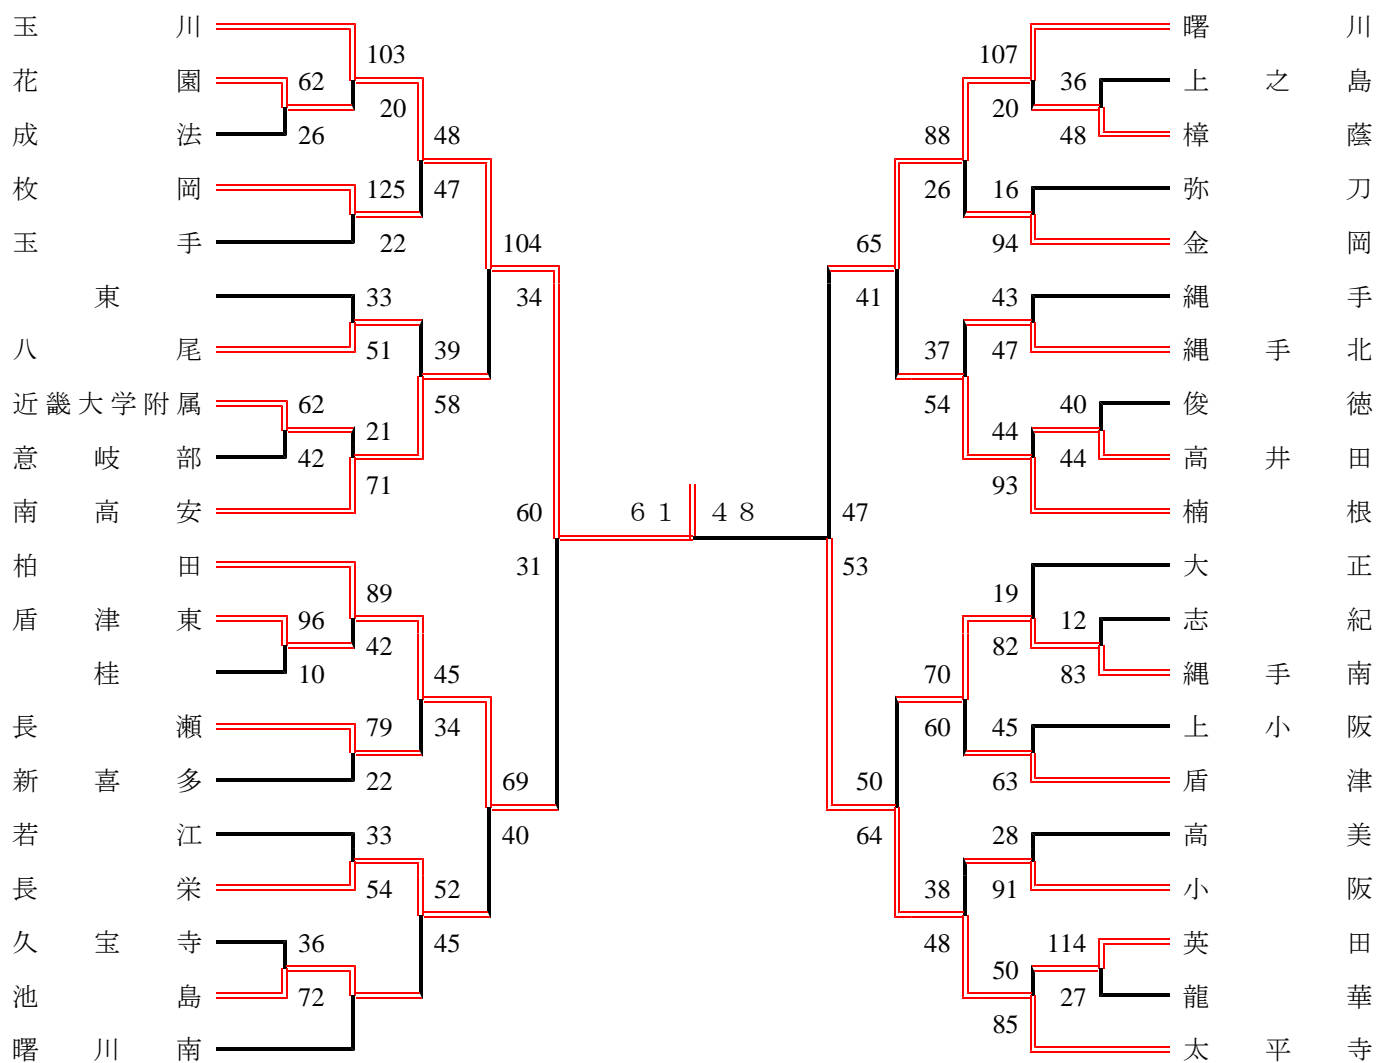 玉川
曙川
103
107
花園
62
36
上之島
20
20
成法
26
48
48
88
樟蔭
枚岡
125
47
26
16
弥刀
玉手
22
104
65
94
金岡
東
33
34
41
43
縄手
八尾
51
39
37
47
縄手北
近畿大学附属
62
58
54
40
俊徳
21
44
意岐部
42
44
高井田
71
93
南高安
60
61
48
47
楠根
柏田
31
53
大正
89
19
盾津東
96
12
志紀
42
82
桂
10
45
70
83
縄手南
長瀬
79
34
60
45
上小阪
新喜多
22
69
50
63
盾津
若江
33
40
64
28
高美
長栄
54
52
38
91
小阪
久宝寺
36
45
48
114
英田
50
池島
72
27
龍華
85
曙川南
太平寺